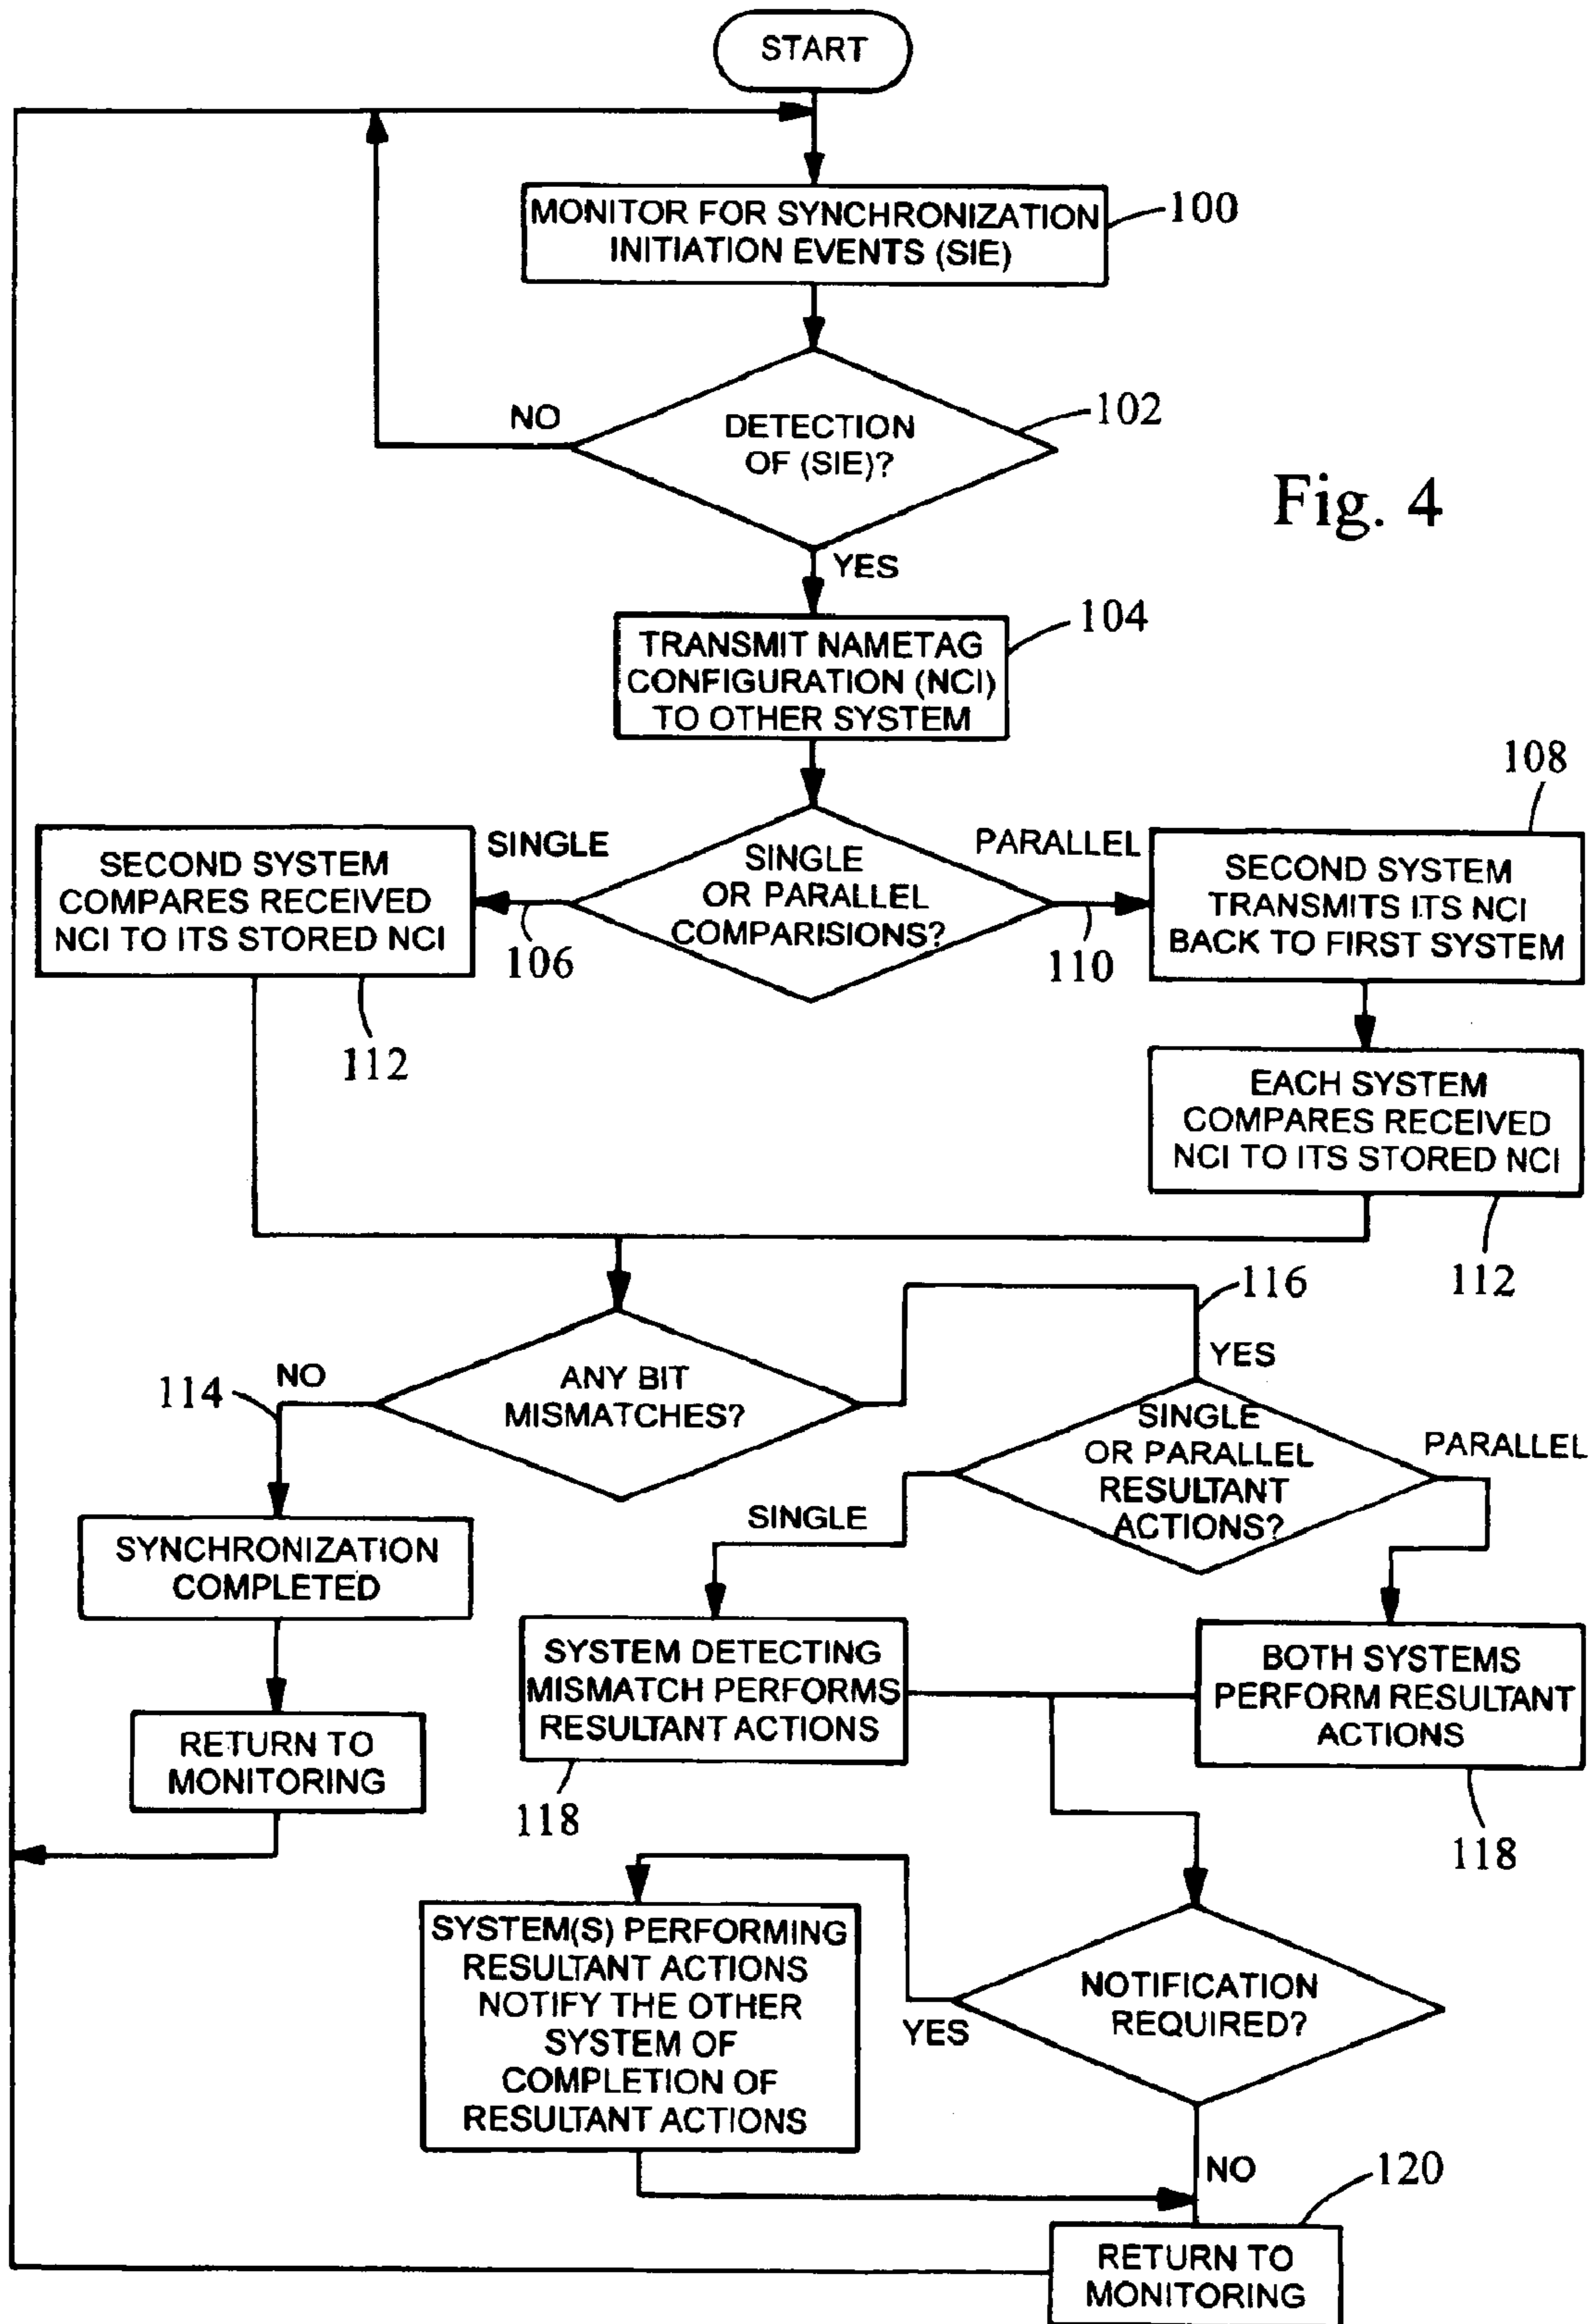 START
MONITOR FOR SYNCHRONIZATION
INITIATION EVENTS (SIE)
100
NO
DETECTION
OF (SIE)?
102
Fig. 4
YES
TRANSMIT NAMETAG
CONFIGURATION (NCI)
TO OTHER SYSTEM
104
108
SECOND SYSTEM
COMPARES RECEIVED
NCI TO ITS STORED NCI
SINGLE
106
112
SINGLE
OR PARALLEL
COMPARISIONS?
PARALLEL
110
SECOND SYSTEM
TRANSMITS ITS NCI
BACK TO FIRST SYSTEM
EACH SYSTEM
COMPARES RECEIVED
NCI TO ITS STORED NCI
112
116
YES
NO
114
ANY BIT
MISMATCHES?
SINGLE
OR PARALLEL
RESULTANT
ACTIONS?
PARALLEL
SINGLE
SYNCHRONIZATION
COMPLETED
RETURN TO
MONITORING
SYSTEM DETECTING
MISMATCH PERFORMS
RESULTANT ACTIONS
118
BOTH SYSTEMS
PERFORM RESULTANT
ACTIONS
118
SYSTEM(S) PERFORMING
RESULTANT ACTIONS
NOTIFY THE OTHER
SYSTEM OF
COMPLETION OF
RESULTANT ACTIONS
YES
NOTIFICATION
REQUIRED?
NO
120
RETURN TO
MONITORING